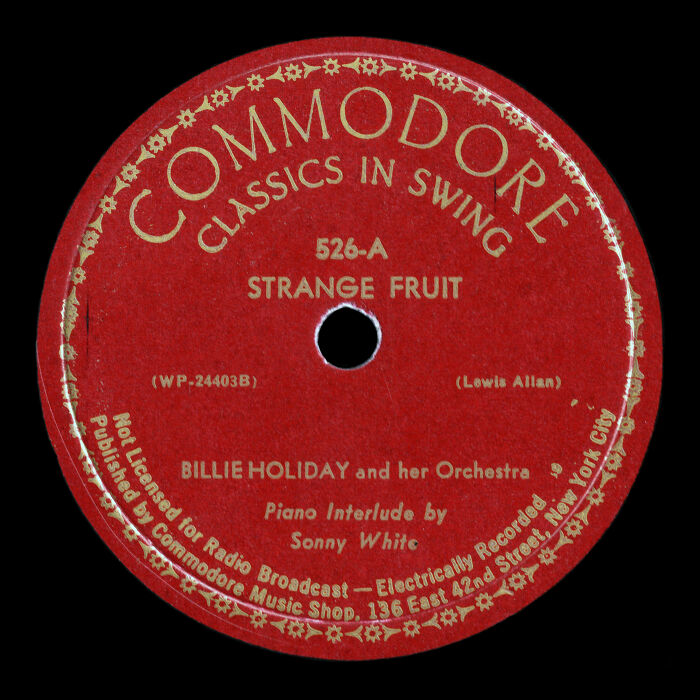 COMMODORE
CLASSICS IN SWING
526-A
STRANGE FRUIT
(WP-24403B)
(Lewis Allan)
BILLIE HOLIDAY and her Orchestra
Piano Interlude by
Sonny White
Not Licensed for Radio Broadcast — Electrically Recorded
Published by Commodore Music Shop, 136 East 42nd Street, New York City